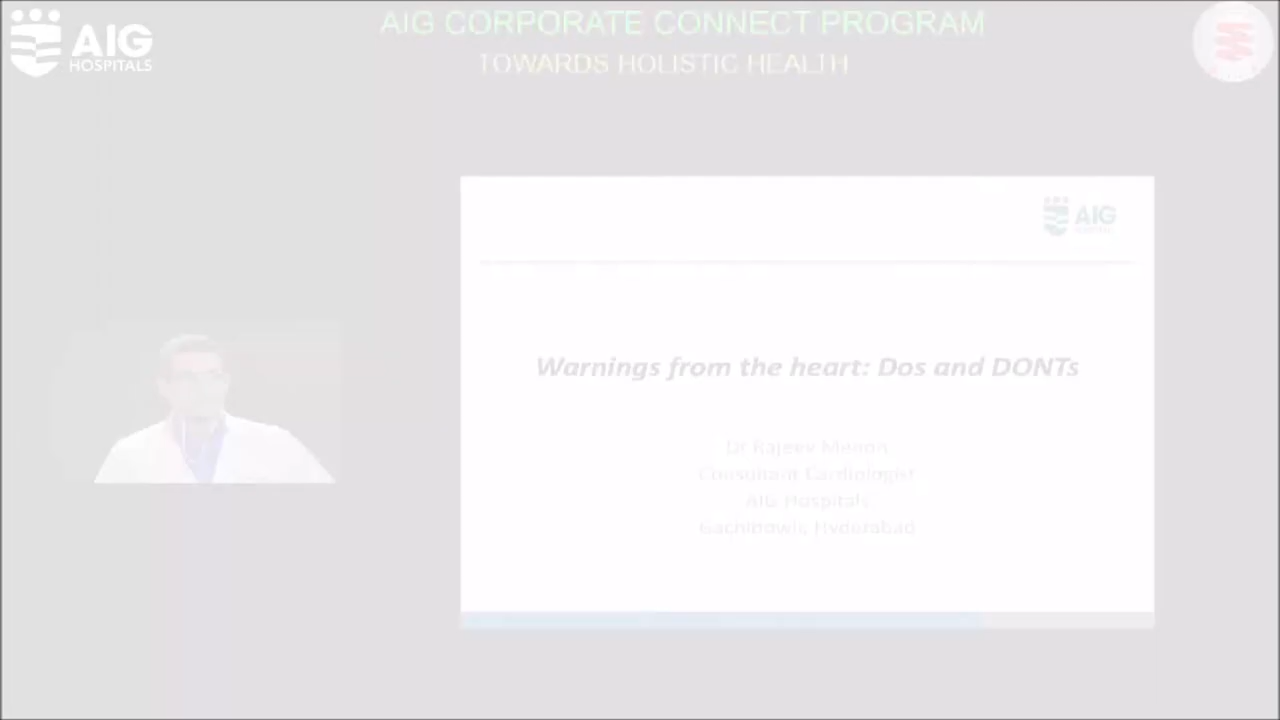 AIG
HOSPITALS
AIG CORPORATE CONNECT PROGRAM
TOWARDS HOLISTIC HEALTH
AIG
Warnings from the heart: Dos and DONTs
Dr Rajeev Menon
Consultant Cardiologist
AIG Hospitals
Gachibowli, Hyderabad